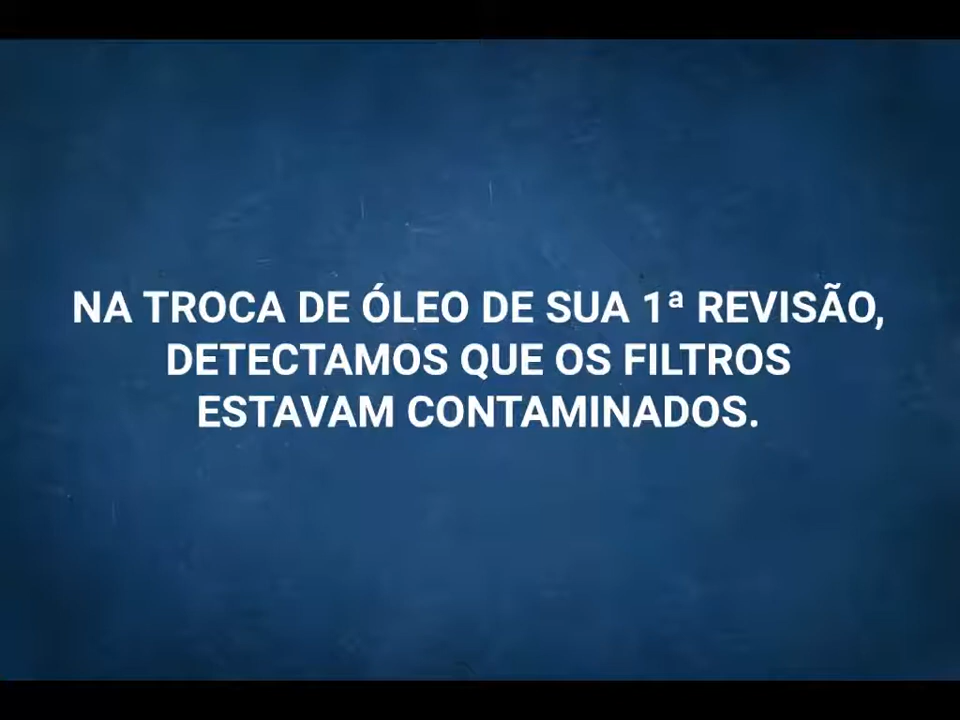 NA TROCA DE ÓLEO DE SUA 1ª REVISÃO,
DETECTAMOS QUE OS FILTROS
ESTAVAM CONTAMINADOS.